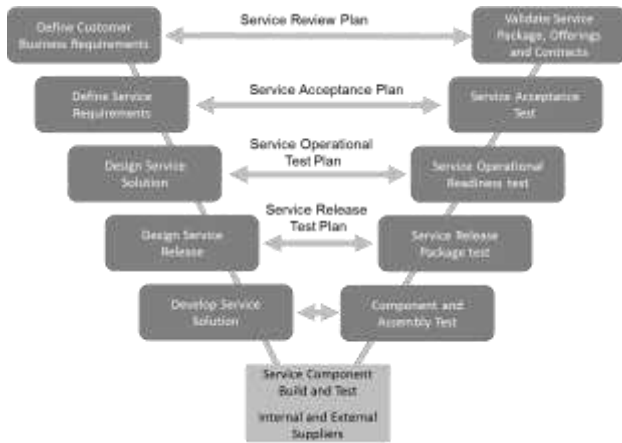 Define Customer
Business Requirements
Service Review Plan
Validate Service
Package, Offerings
and Contracts
Define Service
Requirements
Service Acceptance Plan
Service Acceptance
Test
Design Service
Solution
Service Operational
Test Plan
Service Operational
Readiness test
Design Service
Release
Service Release
Test Plan
Service Release
Package test
Develop Service
Solution
Component and
Assembly Test
Service Component
Build and Test
Internal and External
Suppliers